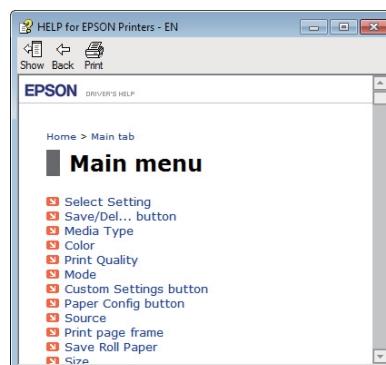 HELP for EPSON Printers - EN
Show Back Print
EPSON DRIVER'S HELP
Home > Main tab
Main menu
Select Setting
Save/Del... button
Media Type
Color
Print Quality
Mode
Custom Settings button
Paper Config button
Source
Print page frame
Save Roll Paper
Size